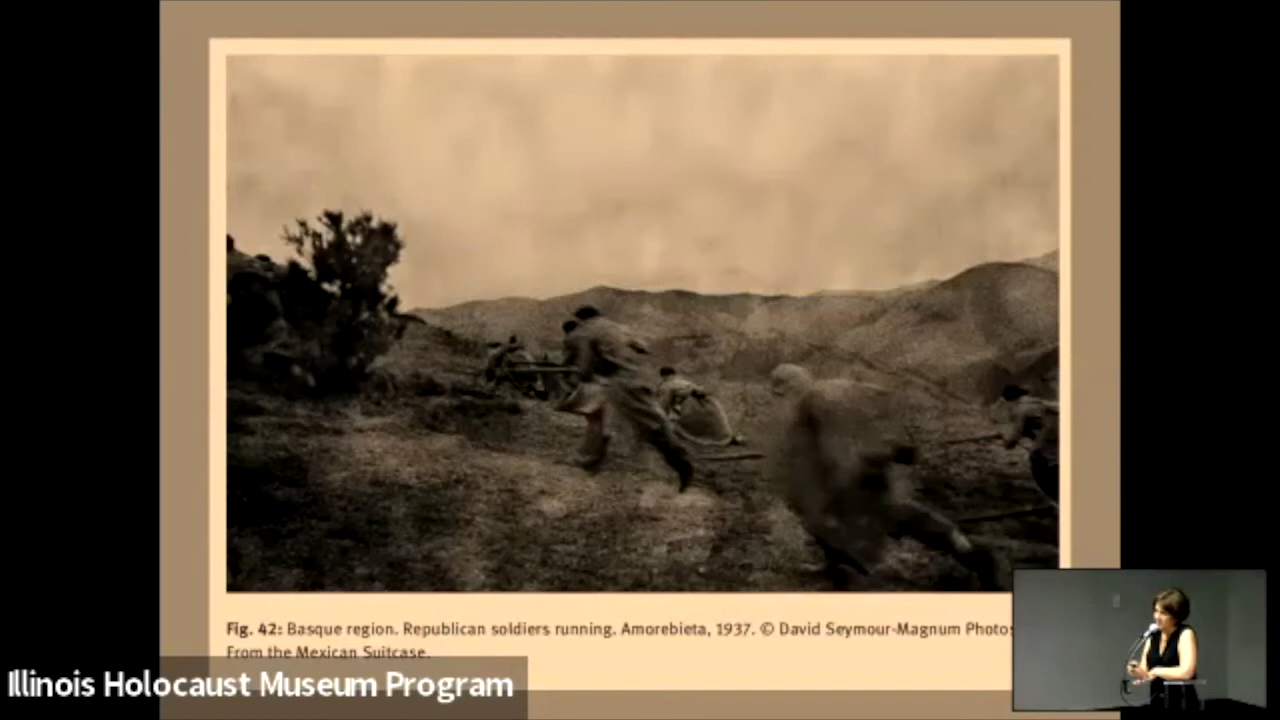 Fig. 42: Basque region. Republican soldiers running. Amorebieta, 1937. © David Seymour-Magnum Photos
From the Mexican Suitcase.
Illinois Holocaust Museum Program